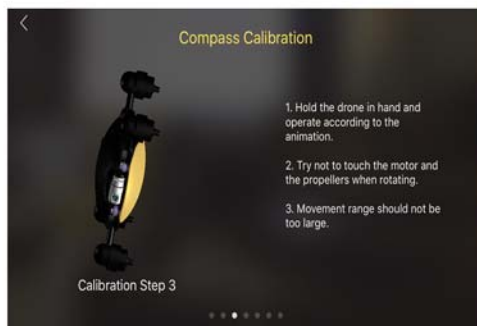 Compass Calibration
1. Hold the drone in hand and
operate according to the
animation.
2. Try not to touch the motor and
the propellers when rotating.
3. Movement range should not be
too large.
Calibration Step 3